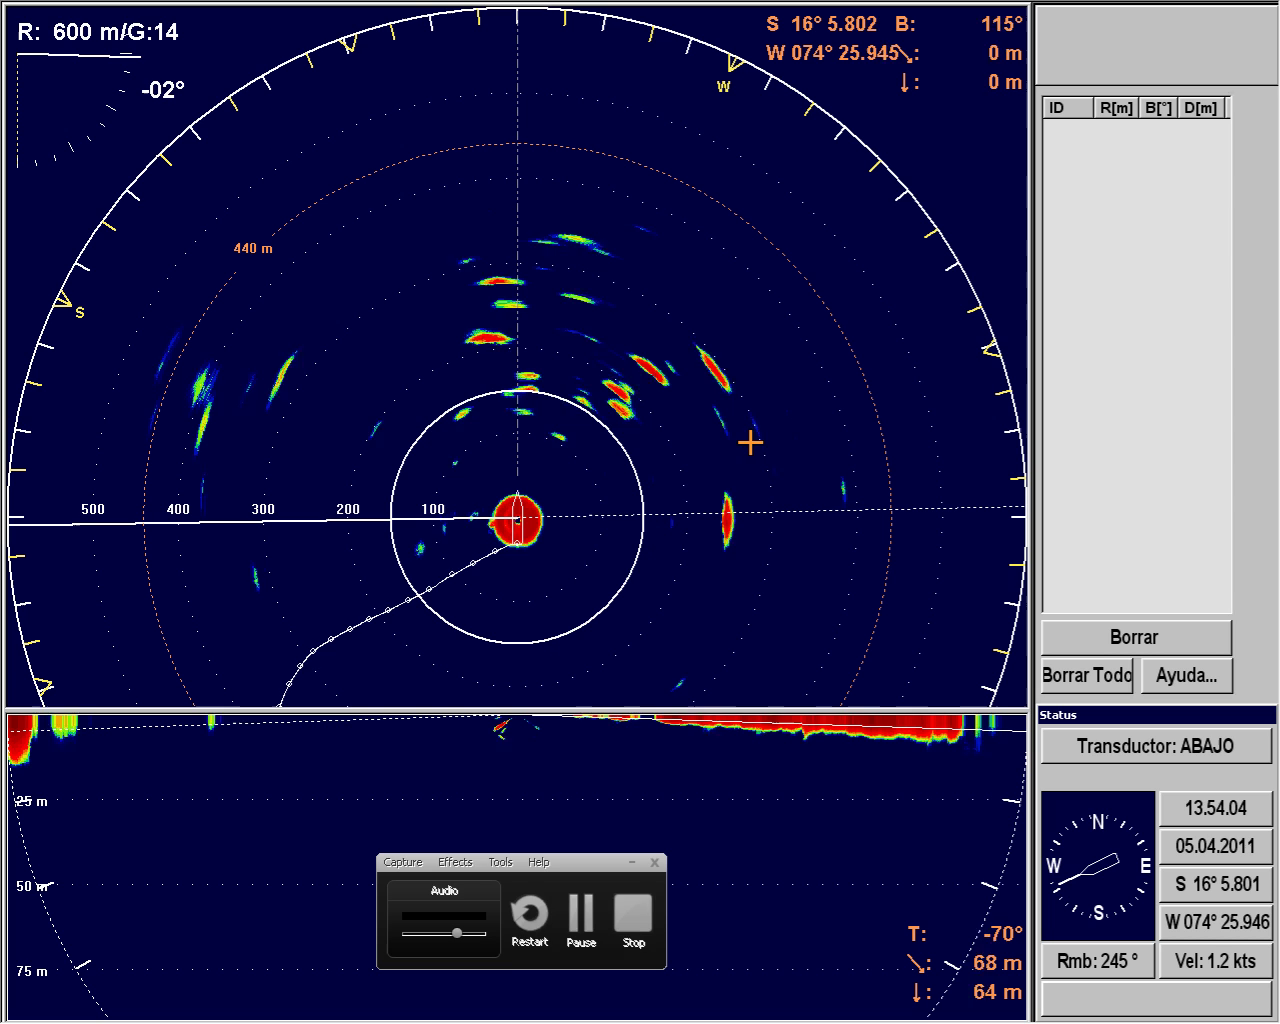 R: 600 m/G:14
-02°
S 16° 5.802 B: 115°
W 074° 25.945 ↘: 0 m
↓: 0 m
W
440 m
S
500 400 300 200 100
25 m
50 m
75 m
T: -70°
↘: 68 m
↓: 64 m
Capture Effects Tools Help
Audio
Restart Pause Stop
ID R[m] B[°] D[m]
Borrar
Borrar Todo Ayuda...
Status
Transductor: ABAJO
N
W E
S
13.54.04
05.04.2011
S 16° 5.801
W 074° 25.946
Rmb: 245 ° Vel: 1.2 kts